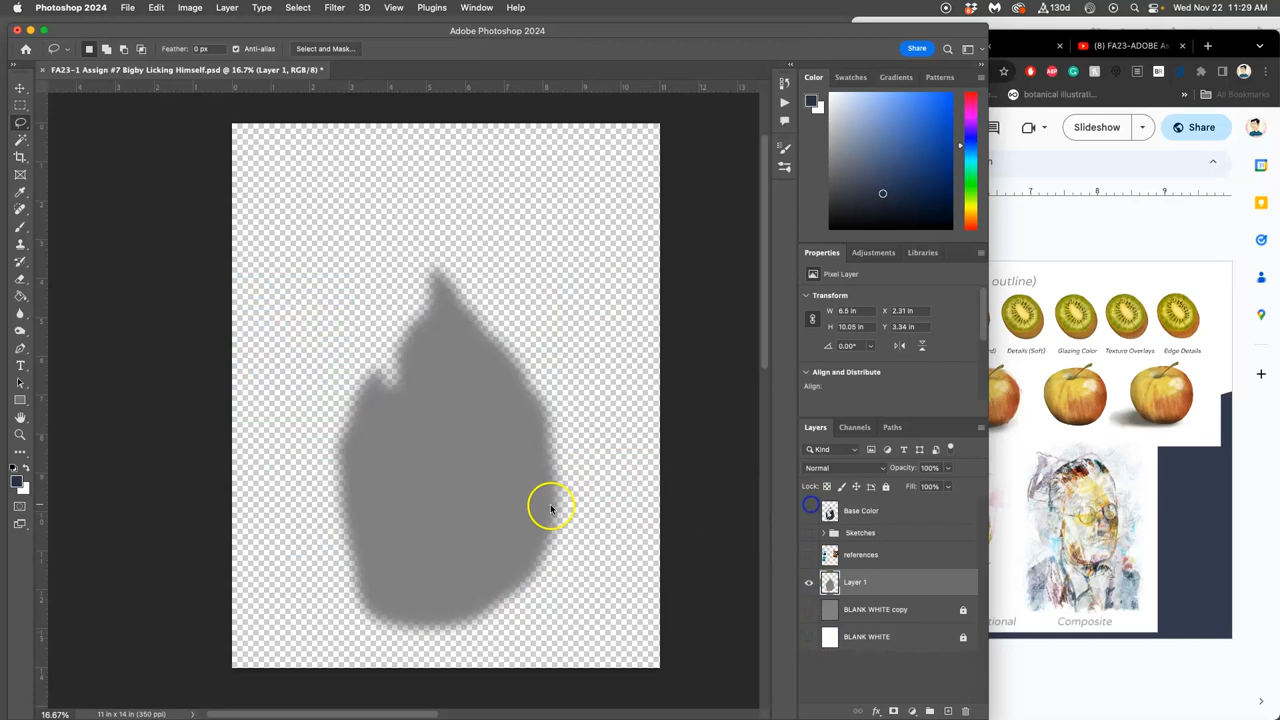 Photoshop File Edit Image Layer Type Select Filter 3D View Plugins Window Help 130d Wed Nov 22 11:29 AM
Adobe Photoshop 2024
Feather: 0 px Anti-alias Select and Mask... Share
FA23-1 Assign #7 Bigby Licking Himself.psd @ 16.7% (Layer 1, RGB/8) *
(8) FA23-ADOBE As
botanical illustrati... All Bookmarks
Color Swatches Gradients Patterns
Slideshow Share
Properties Adjustments Libraries
Pixel Layer
Transform
W 6.5 in X 2.31 in
H 10.05 in Y 3.34 in
0.00°
Align and Distribute
Align:
Layers Channels Paths
Kind
Normal Opacity: 100%
Lock: Fill: 100%
Base Color
Sketches
references
Layer 1
BLANK WHITE copy
BLANK WHITE
outline)
Details (Soft) Glazing Color Texture Overlays Edge Details
Composite
16.67% 11 in x 14 in (350 ppi)